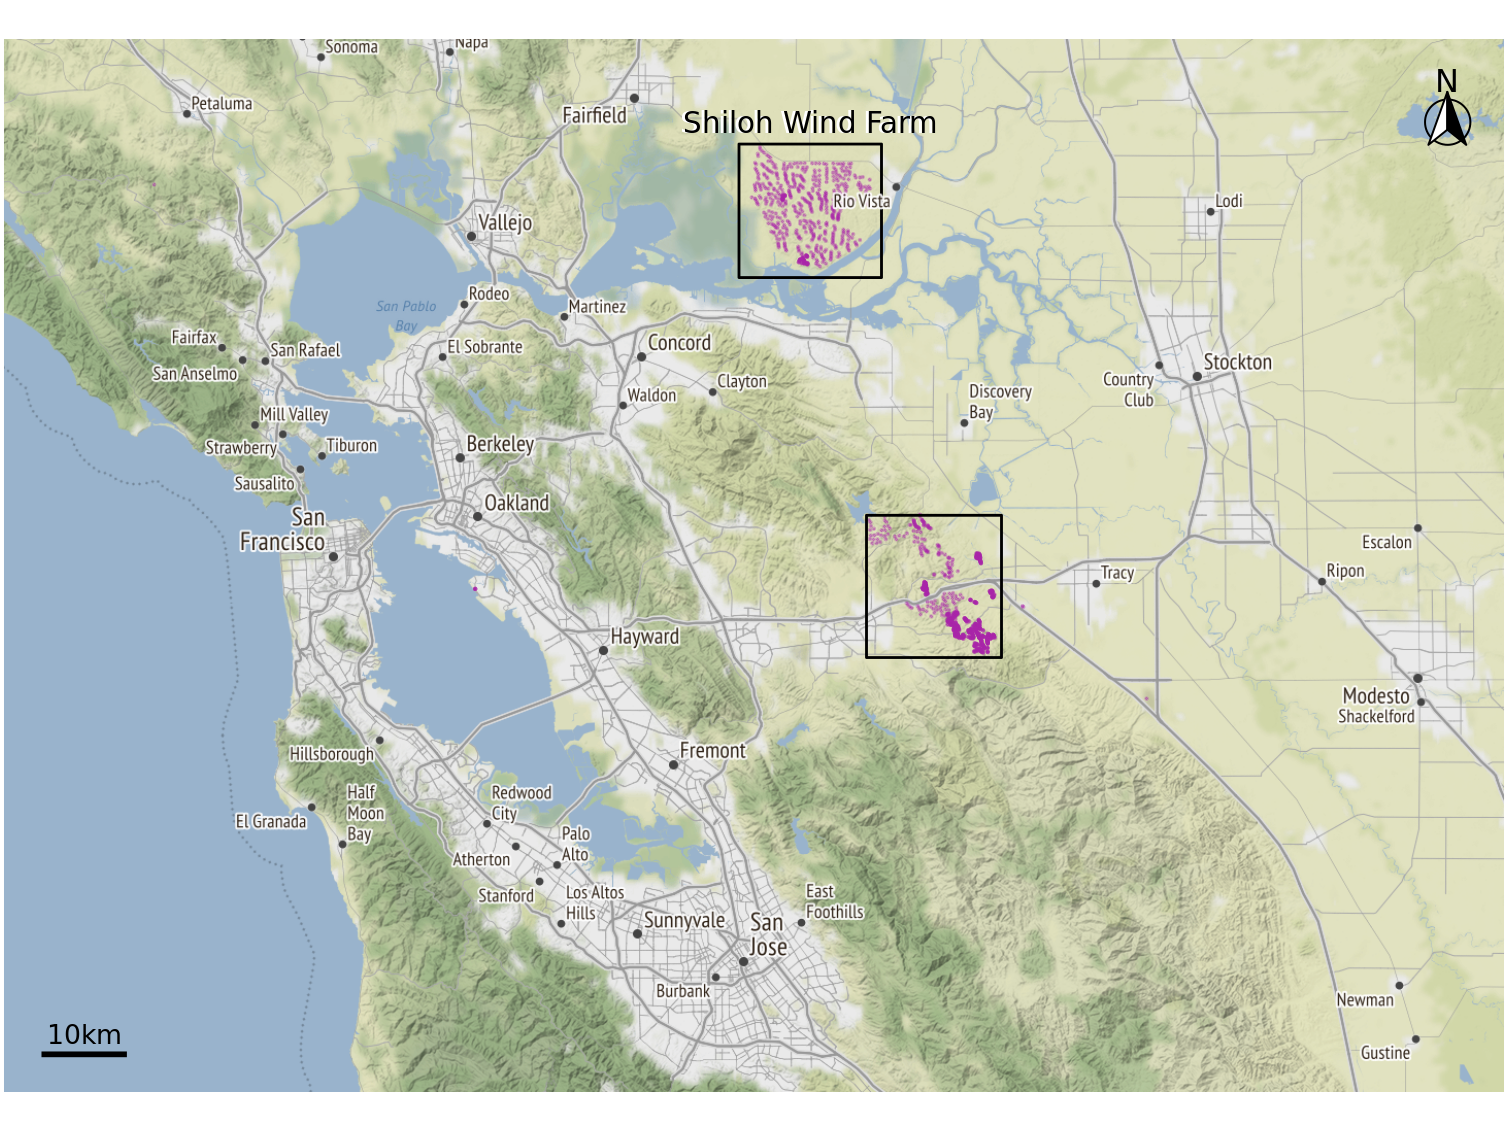 Sonoma
Napa
Petaluma
Fairfield
Shiloh Wind Farm
N
Rio Vista
Lodi
Vallejo
San Pablo
Bay
Rodeo
Martinez
Fairfax
San Rafael
El Sobrante
Concord
San Anselmo
Clayton
Waldon
Discovery
Bay
Country
Club
Stockton
Mill Valley
Strawberry
Tiburon
Berkeley
Sausalito
Oakland
San
Francisco
Escalon
Tracy
Ripon
Hayward
Modesto
Shackelford
Hillsborough
Fremont
Half
Moon
Bay
El Granada
Redwood
City
Atherton
Palo
Alto
Stanford
Los Altos
Hills
East
Foothills
Sunnyvale
San
Jose
Burbank
Newman
Gustine
10km